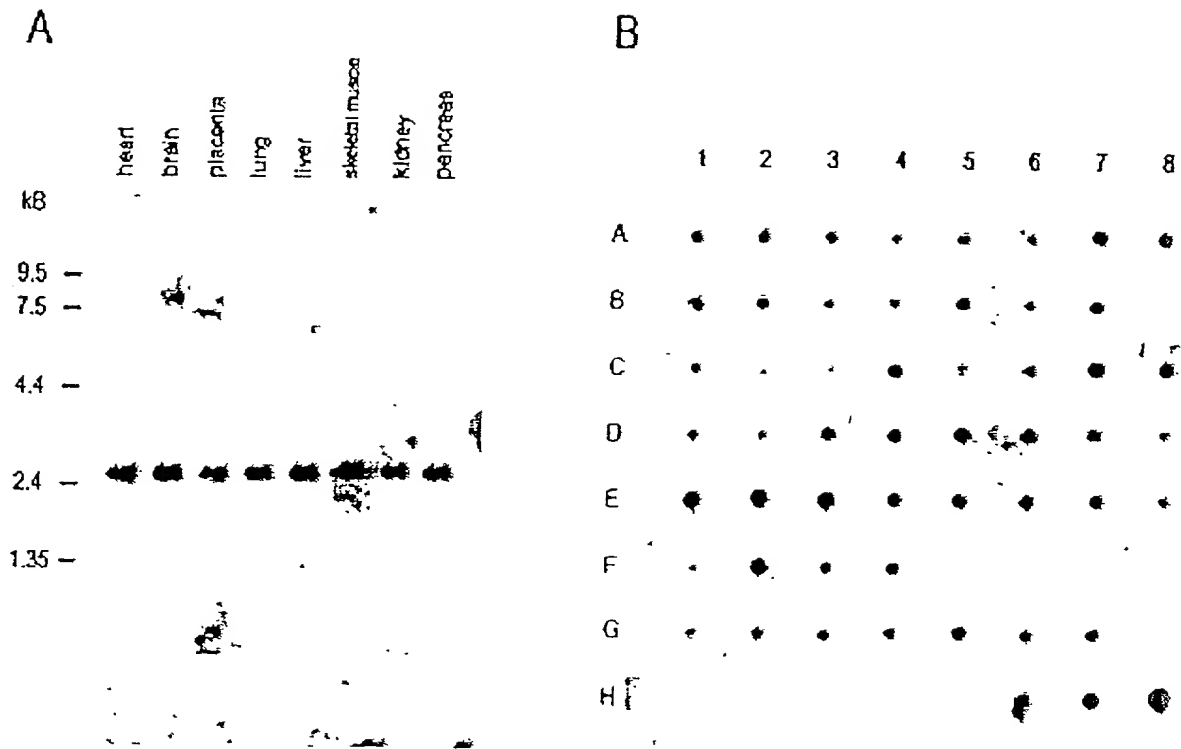 A
heart
brain
placenta
lung
liver
skeletal muscle
kidney
pancreas
kB
9.5
7.5
4.4
2.4
1.35
B
1 2 3 4 5 6 7 8
A
B
C
D
E
F
G
H